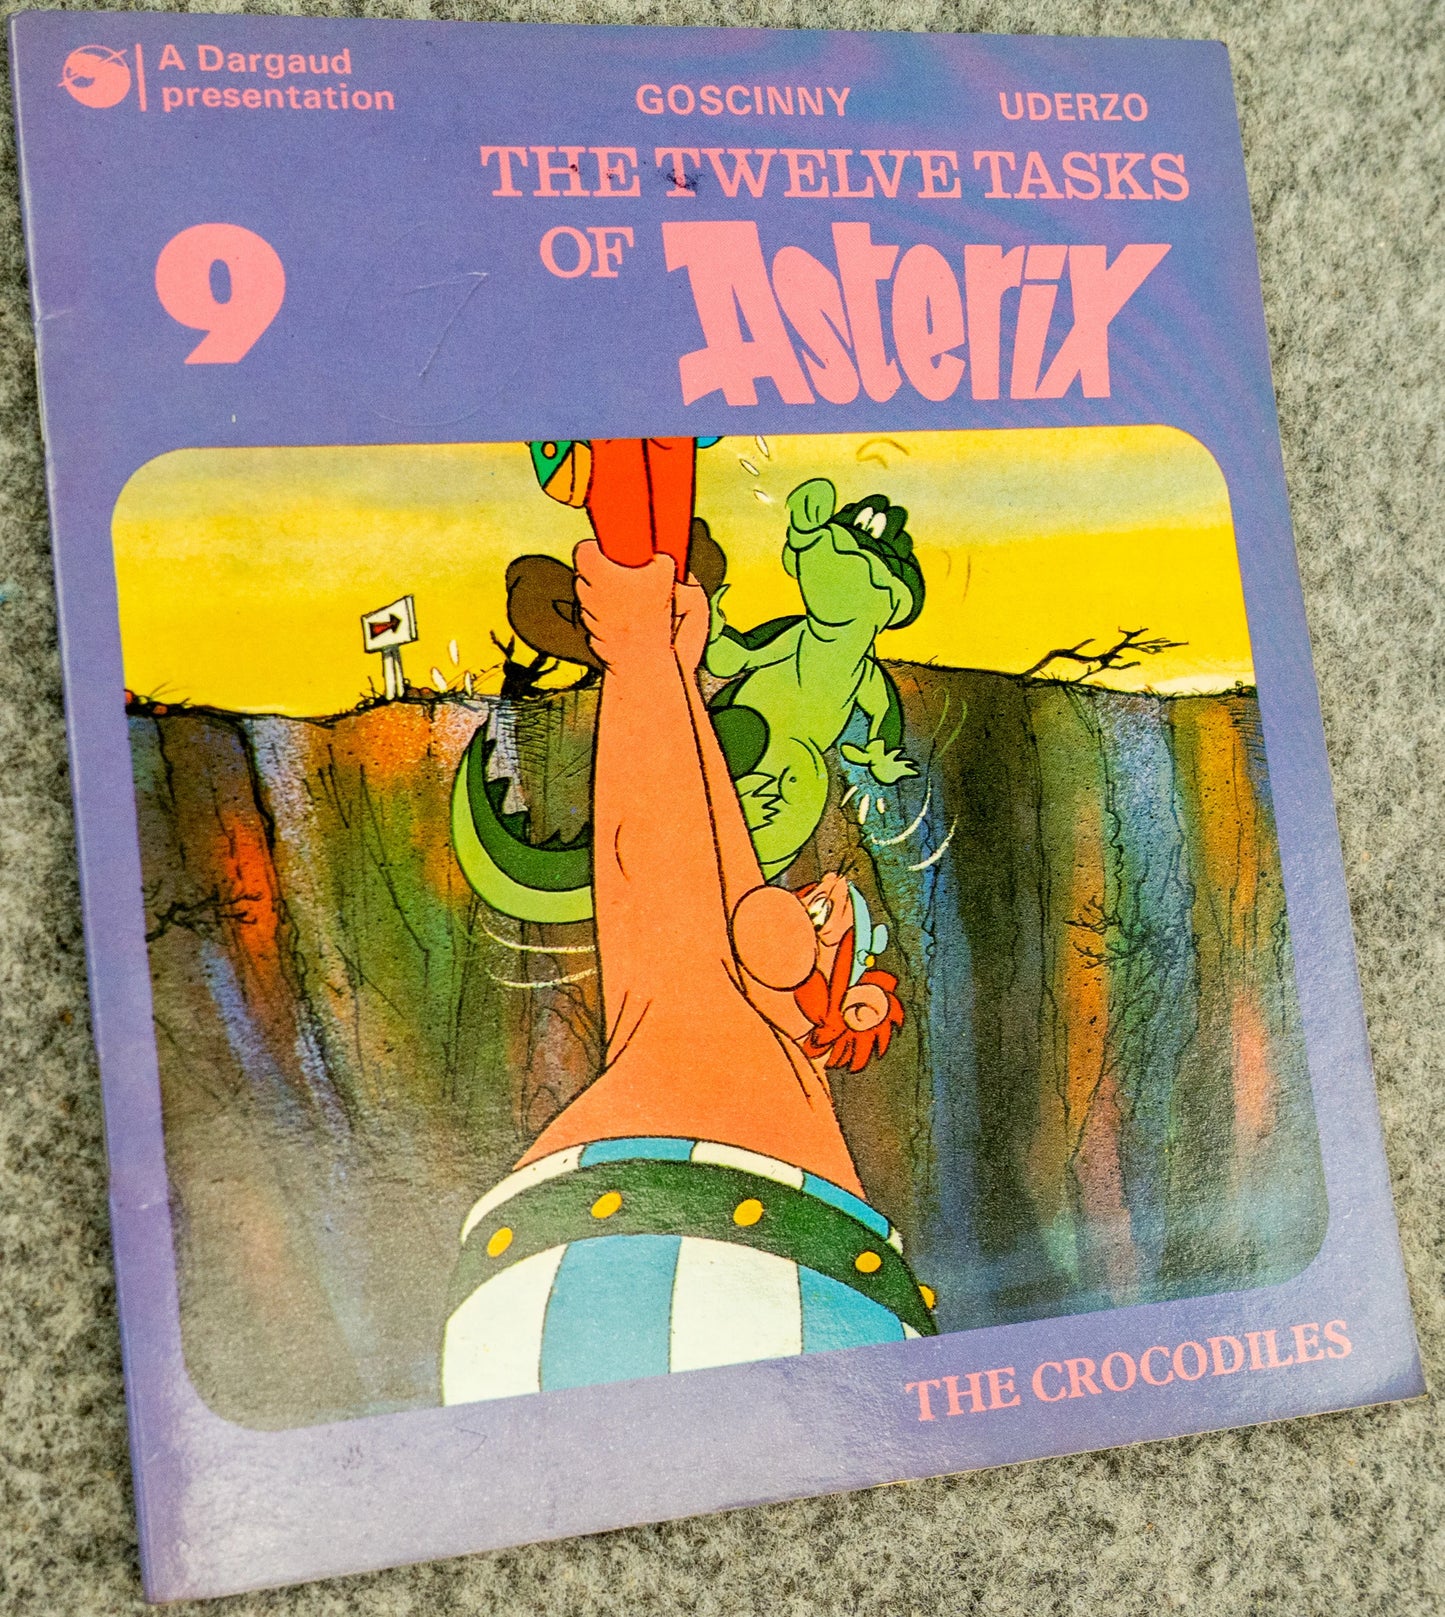 A Dargaud
presentation
GOSCINNY UDERZO
THE TWELVE TASKS
OF Asterix
9
THE CROCODILES